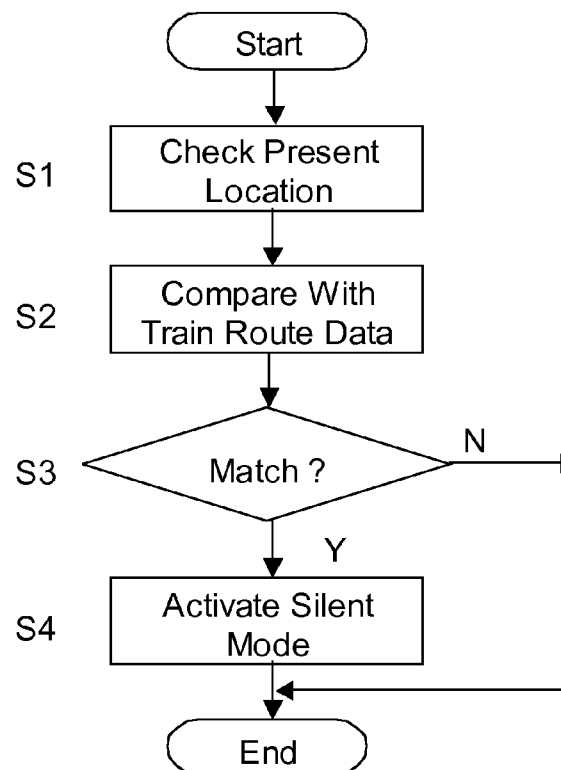 Start
S1
Check Present
Location
S2
Compare With
Train Route Data
S3
Match ?
N
Y
S4
Activate Silent
Mode
End